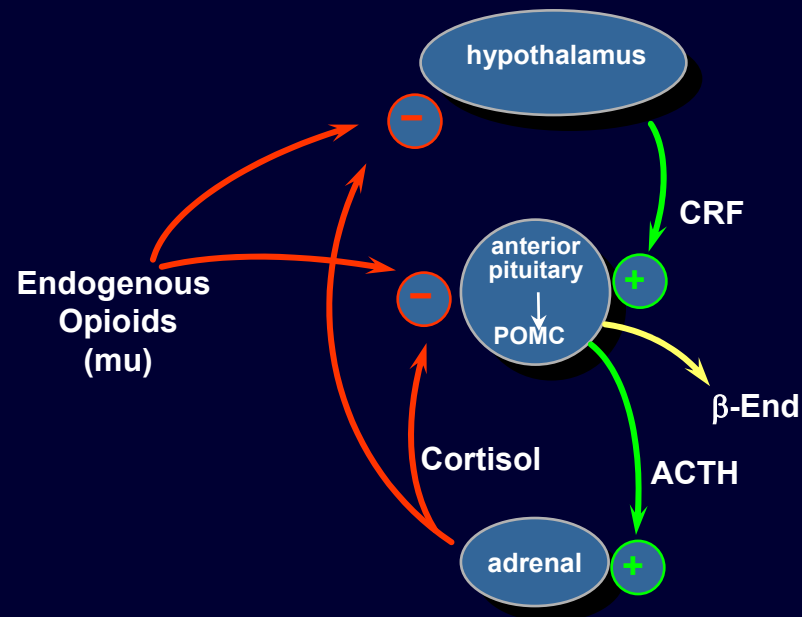 hypothalamus
−
CRF
anterior
pituitary
+
POMC
Endogenous
Opioids
(mu)
−
β-End
Cortisol
ACTH
adrenal
+